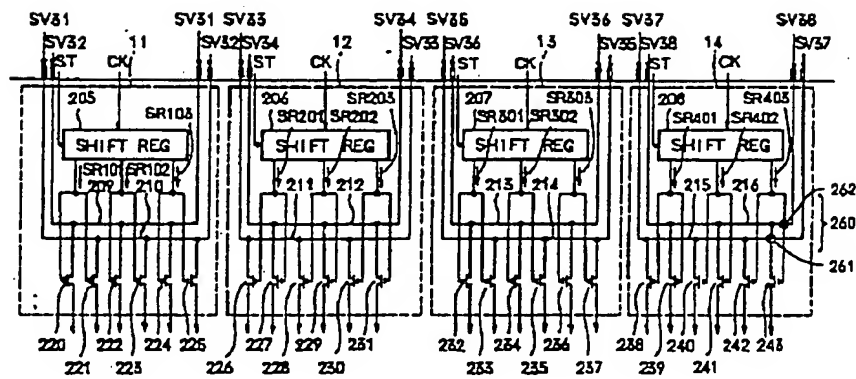 SV31 11 SV31 SV33 12 SV34 SV35 13 SV36 SV37 14 SV38
SV32 SV32 SV34 SV33 SV36 SV35 SV38 SV37
ST CK ST CK ST CK ST CK
205 SR103 206 SR201 SR202 SR203 207 SR301 SR302 SR303 208 SR401 SR402 SR403
SHIFT REG SHIFT REG SHIFT REG SHIFT REG
SR101 SR102
209 210 211 212 213 214 215 216 262
260
261
220 222 224 225 227 229 231 232 234 236 238 240 242 243
221 223 226 228 230 233 235 237 239 241